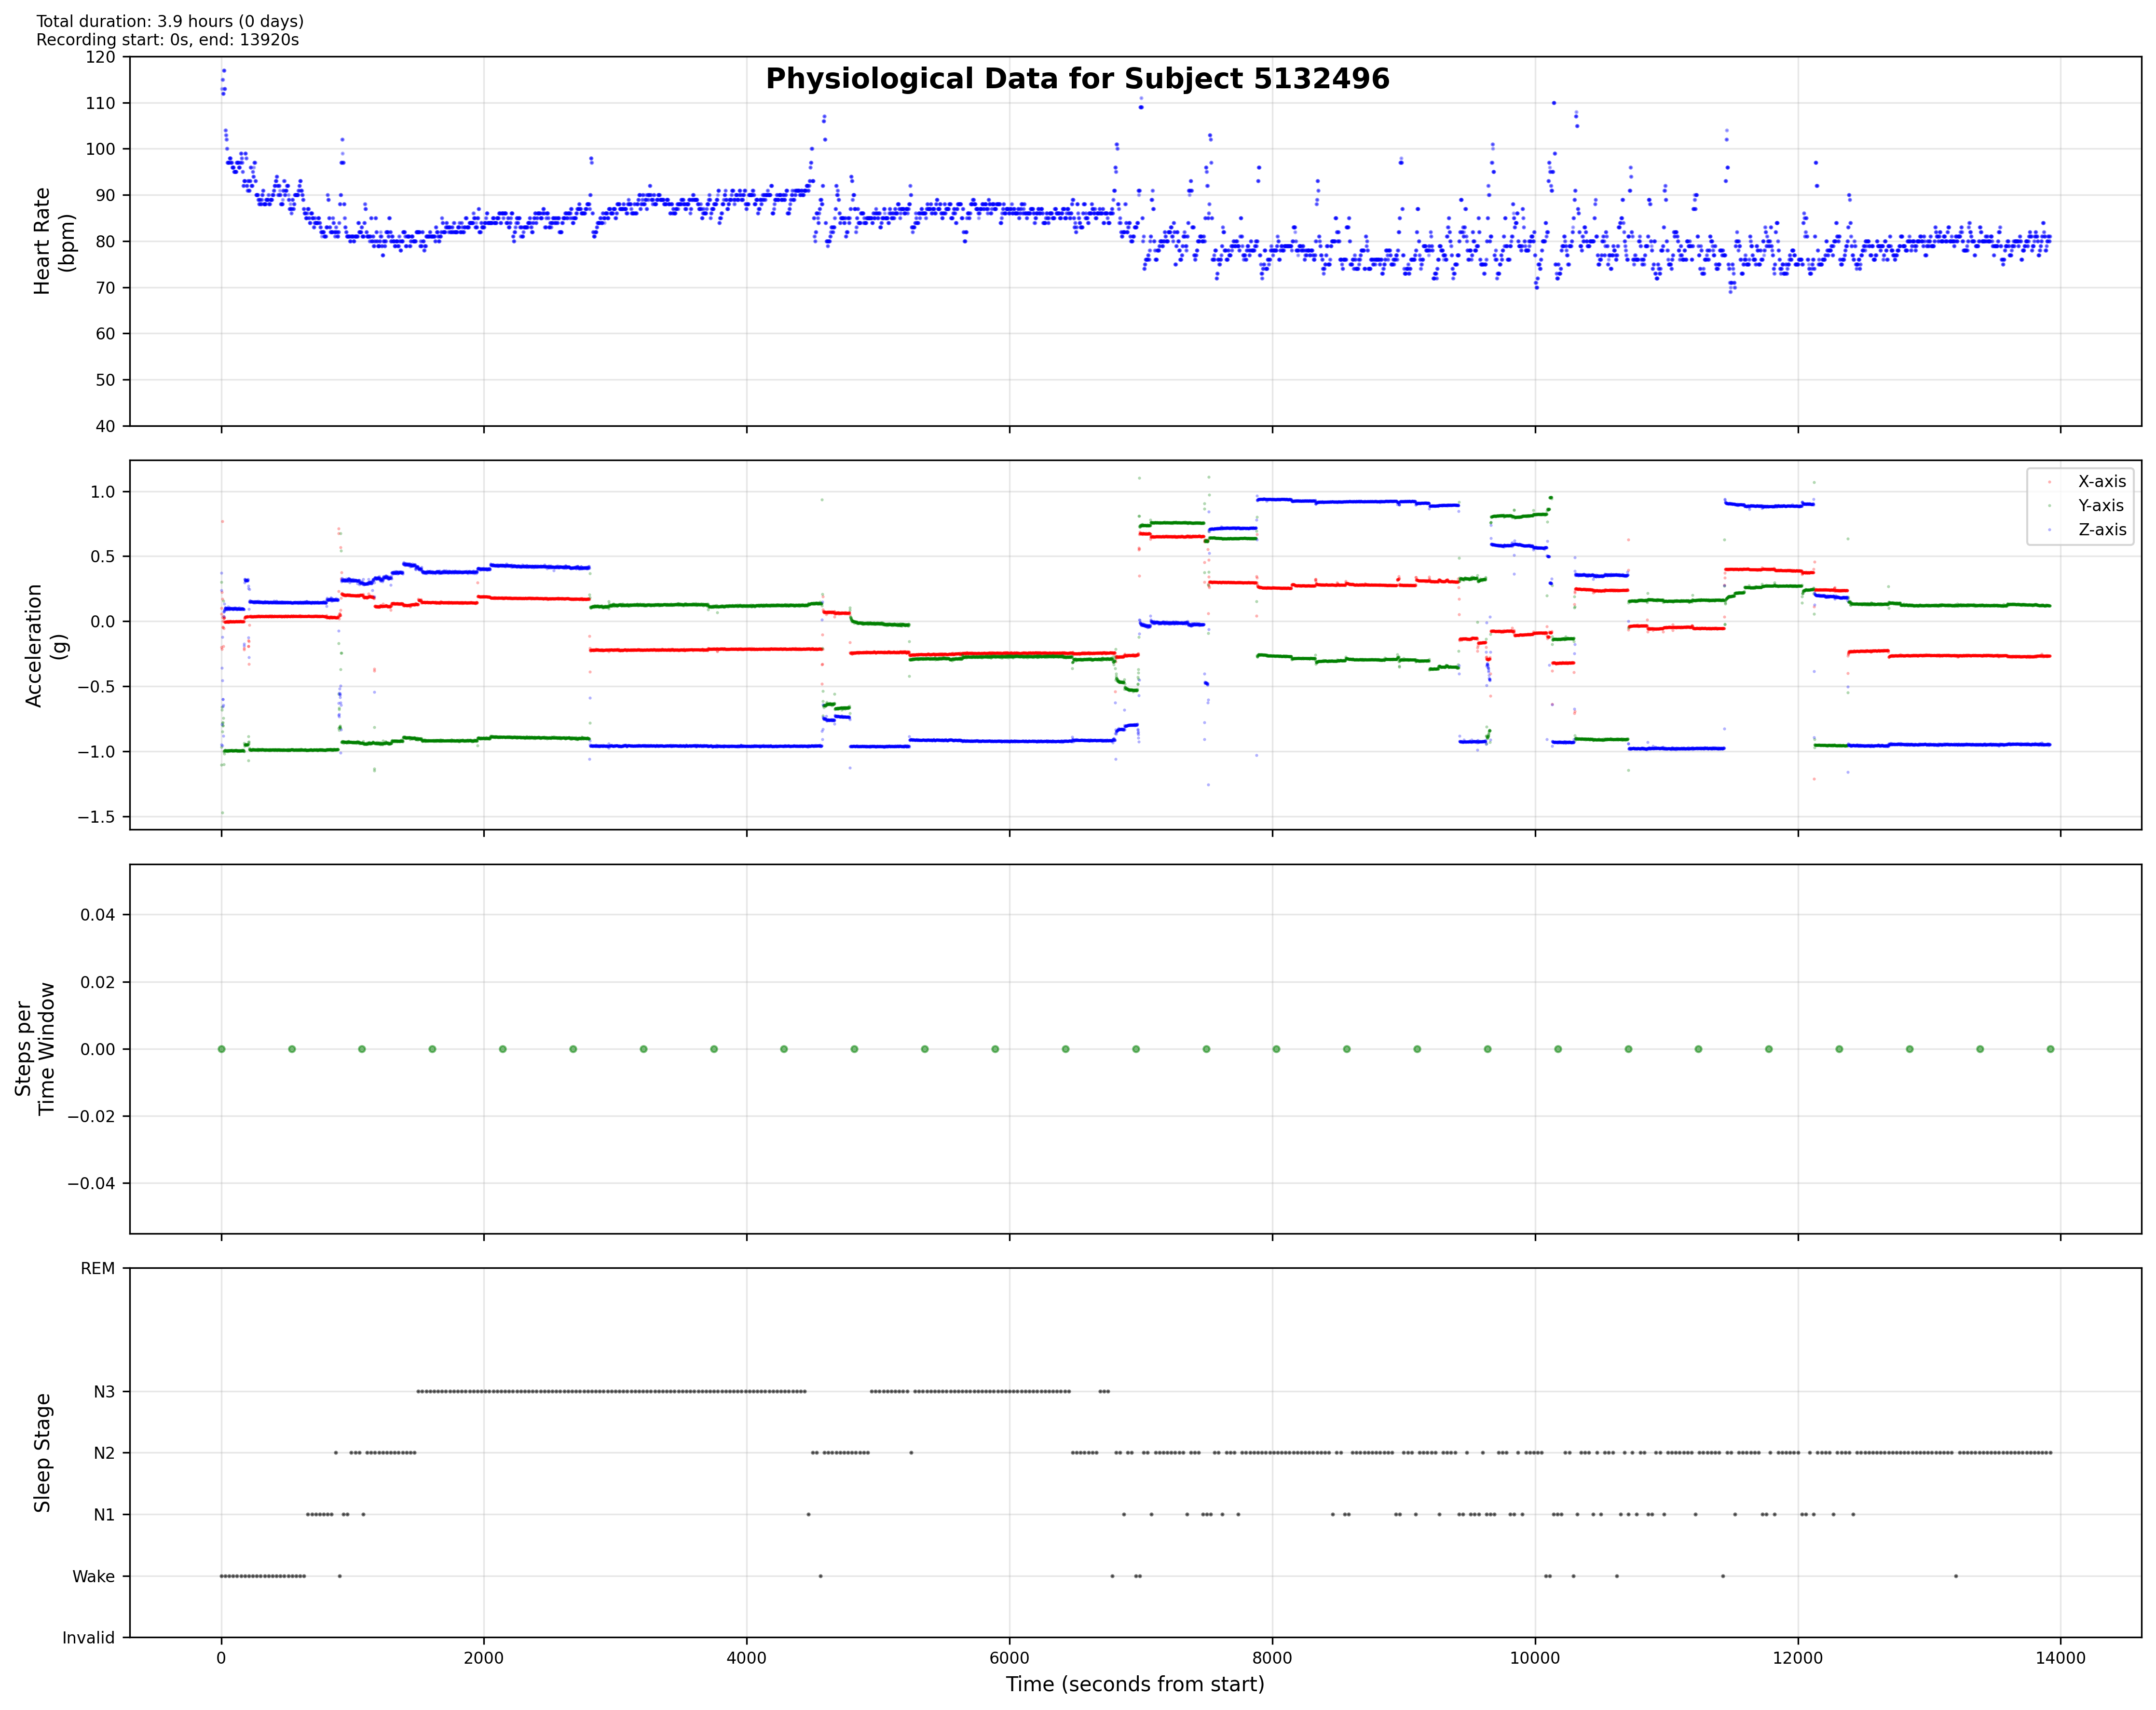 Total duration: 3.9 hours (0 days)
Recording start: 0s, end: 13920s
Physiological Data for Subject 5132496
120
110
100
90
80
70
60
50
40
Heart Rate
(bpm)
1.0
0.5
0.0
−0.5
−1.0
−1.5
Acceleration
(g)
X-axis
Y-axis
Z-axis
0.04
0.02
0.00
−0.02
−0.04
Steps per
Time Window
REM
N3
N2
N1
Wake
Invalid
Sleep Stage
0 2000 4000 6000 8000 10000 12000 14000
Time (seconds from start)